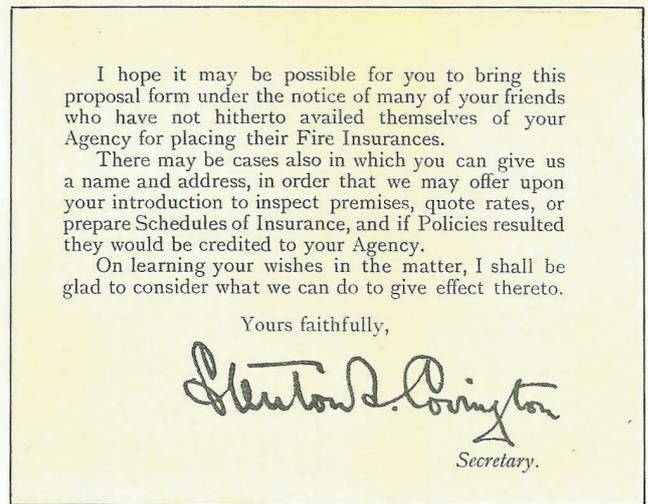 I hope it may be possible for you to bring this
proposal form under the notice of many of your friends
who have not hitherto availed themselves of your
Agency for placing their Fire Insurances.
There may be cases also in which you can give us
a name and address, in order that we may offer upon
your introduction to inspect premises, quote rates, or
prepare Schedules of Insurance, and if Policies resulted
they would be credited to your Agency.
On learning your wishes in the matter, I shall be
glad to consider what we can do to give effect thereto.
Yours faithfully,
Stenton T. Covington
Secretary.